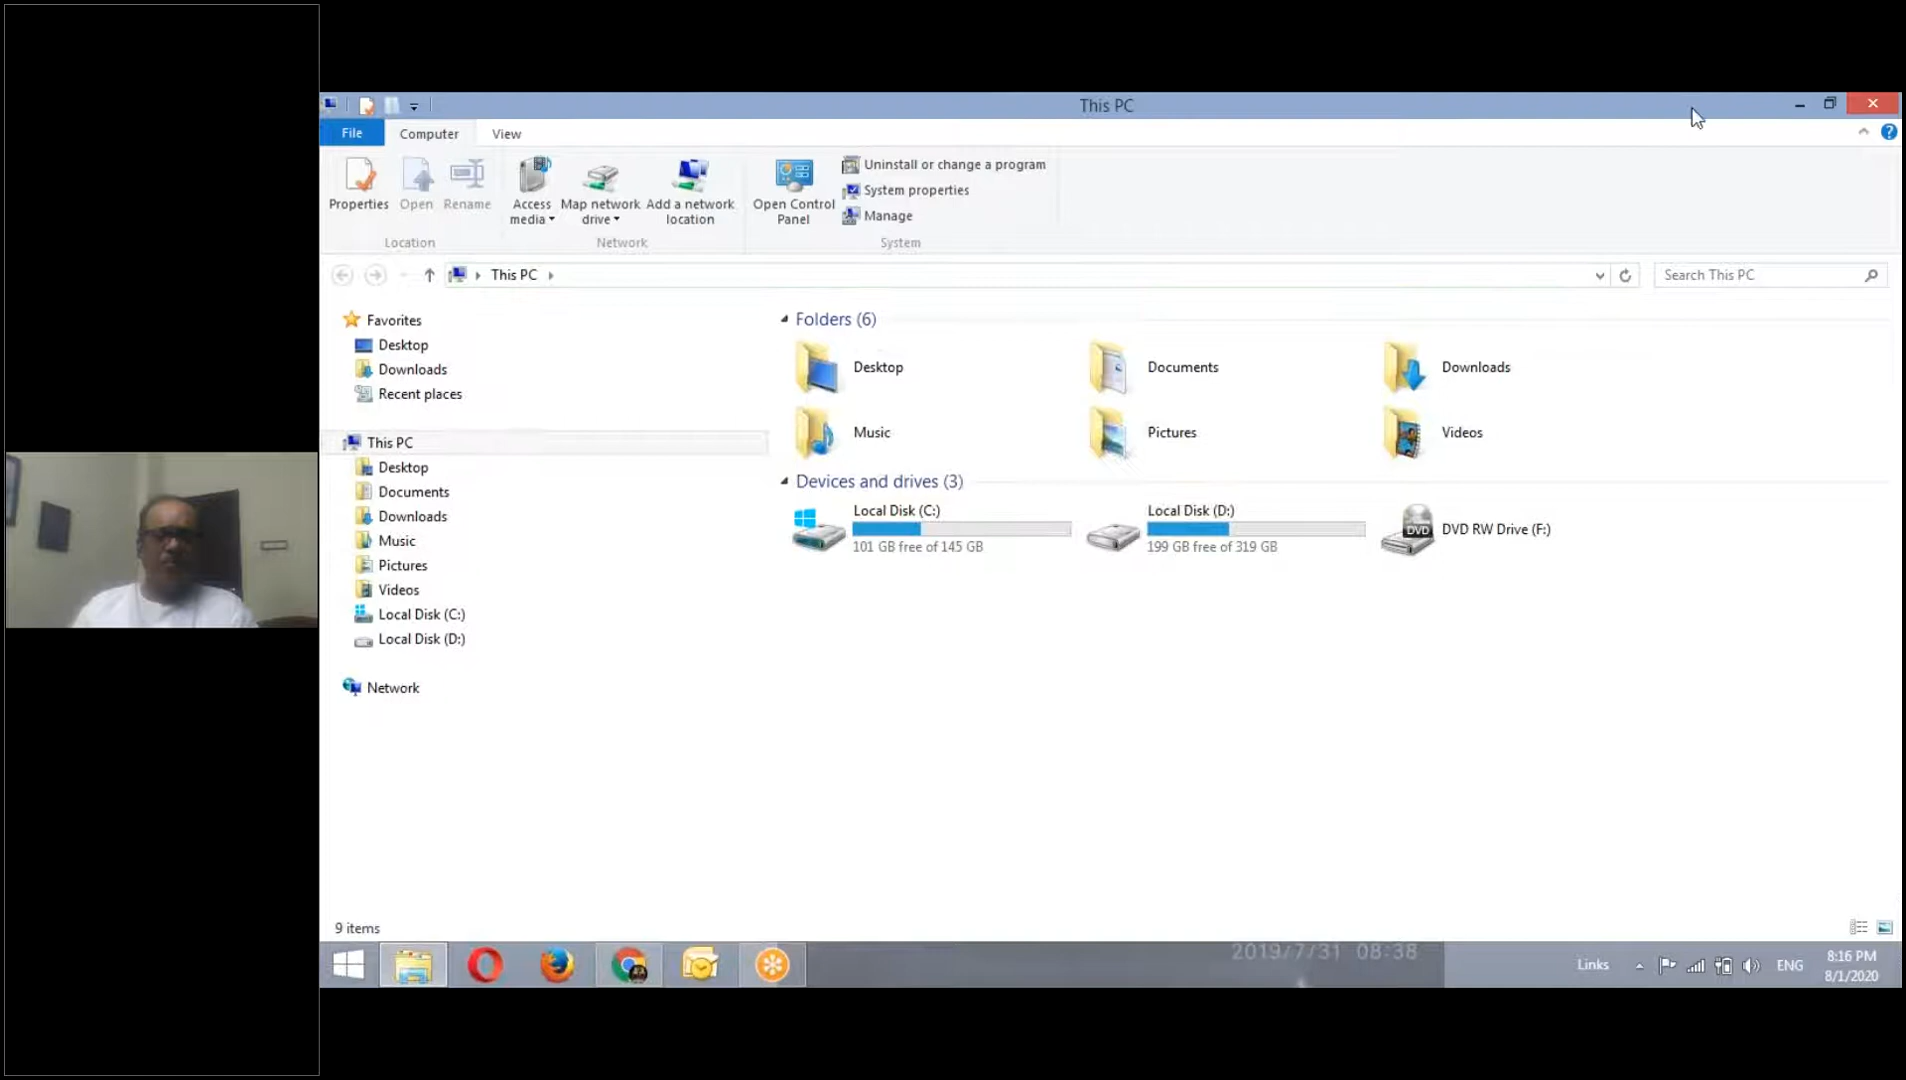 This PC
File
Computer
View
Properties
Open
Rename
Access media
Map network drive
Add a network location
Open Control Panel
Uninstall or change a program
System properties
Manage
Location
Network
System
This PC
Search This PC
Favorites
Desktop
Downloads
Recent places
This PC
Desktop
Documents
Downloads
Music
Pictures
Videos
Local Disk (C:)
Local Disk (D:)
Network
Folders (6)
Desktop
Documents
Downloads
Music
Pictures
Videos
Devices and drives (3)
Local Disk (C:)
101 GB free of 145 GB
Local Disk (D:)
199 GB free of 319 GB
DVD
DVD RW Drive (F:)
9 items
2019/7/31 08:38
Links
ENG
8:16 PM
8/1/2020